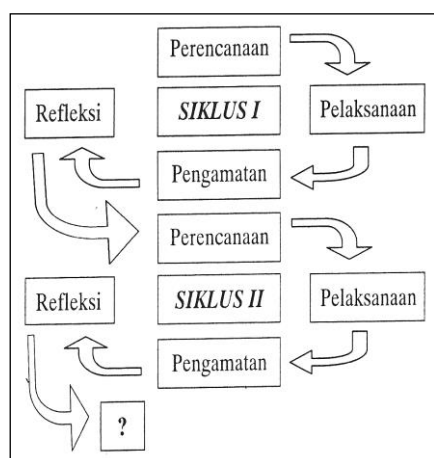 Perencanaan
Refleksi
SIKLUS I
Pelaksanaan
Pengamatan
Perencanaan
Refleksi
SIKLUS II
Pelaksanaan
Pengamatan
?